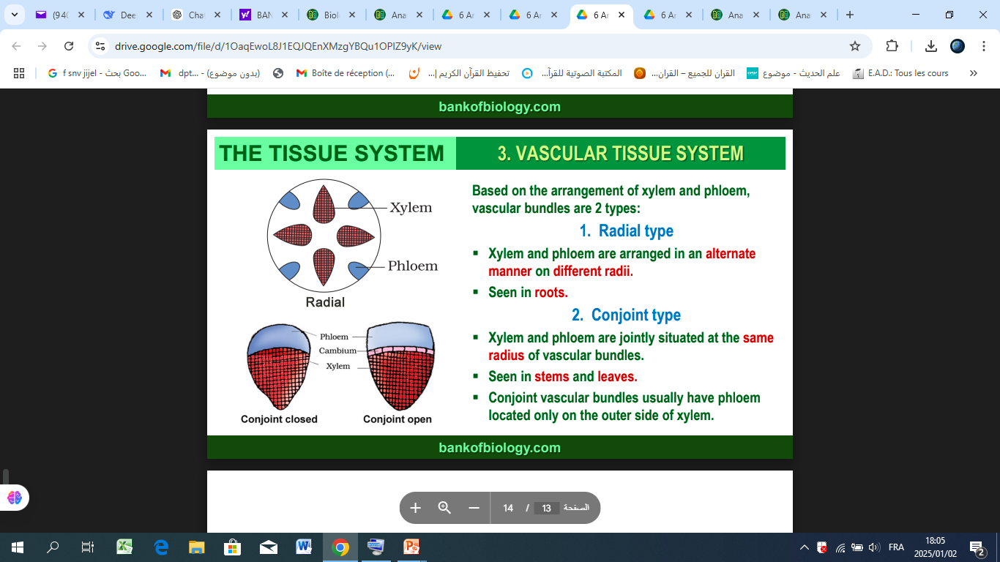 (940
Dee
Cha
BAN
Biol
Ana
6 Ar
6 Ar
6 Ar
6 Ar
Ana
Ana
drive.google.com/file/d/1OaqEwoL8J1EQJQEnXMzgYBQu1OPlZ9yK/view
f snv jijel - بحث Goo...
dpt... - (بدون موضوع)
Boîte de réception (...
تحفيظ القرآن الكريم |...
المكتبة الصوتية للقرآ...
القران للجميع – القران...
علم الحديث - موضوع
E.A.D.: Tous les cours
»
bankofbiology.com
THE TISSUE SYSTEM
3. VASCULAR TISSUE SYSTEM
Xylem
Phloem
Radial
Phloem
Cambium
Xylem
Conjoint closed
Conjoint open
Based on the arrangement of xylem and phloem,
vascular bundles are 2 types:
1. Radial type
▪ Xylem and phloem are arranged in an alternate
manner on different radii.
▪ Seen in roots.
2. Conjoint type
▪ Xylem and phloem are jointly situated at the same
radius of vascular bundles.
▪ Seen in stems and leaves.
▪ Conjoint vascular bundles usually have phloem
located only on the outer side of xylem.
bankofbiology.com
الصفحة 13 / 14
FRA
18:05
2025/01/02
2